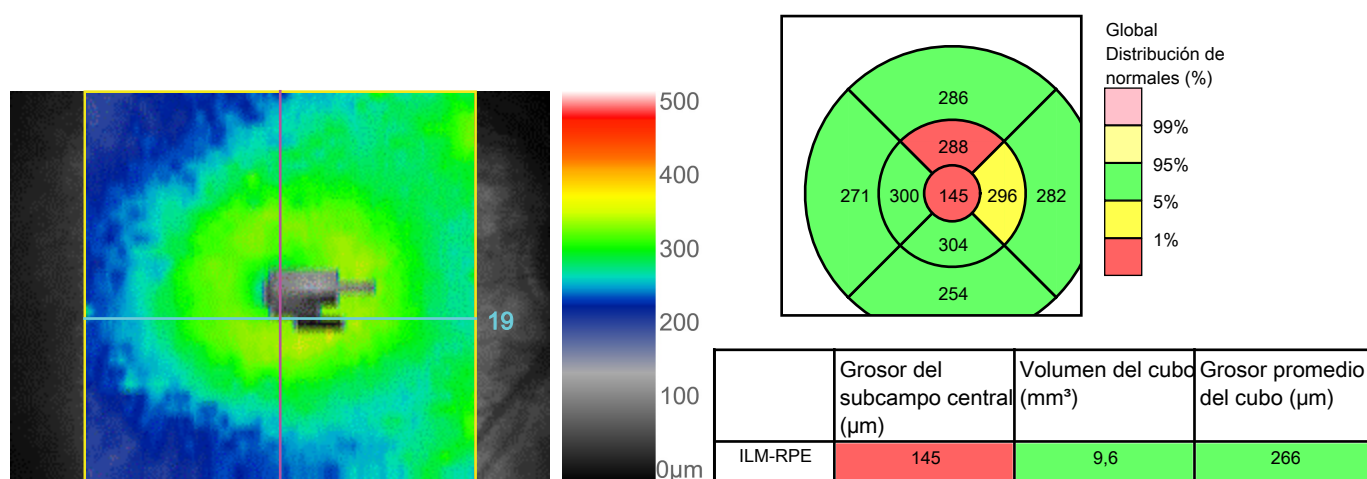 500
400
300
200
100
0µm
19
286
288
271
300
145
296
282
304
254
Global
Distribución de
normales (%)
99%
95%
5%
1%
Grosor del
subcampo central
(µm)
Volumen del cubo
(mm³)
Grosor promedio
del cubo (µm)
ILM-RPE
145
9,6
266